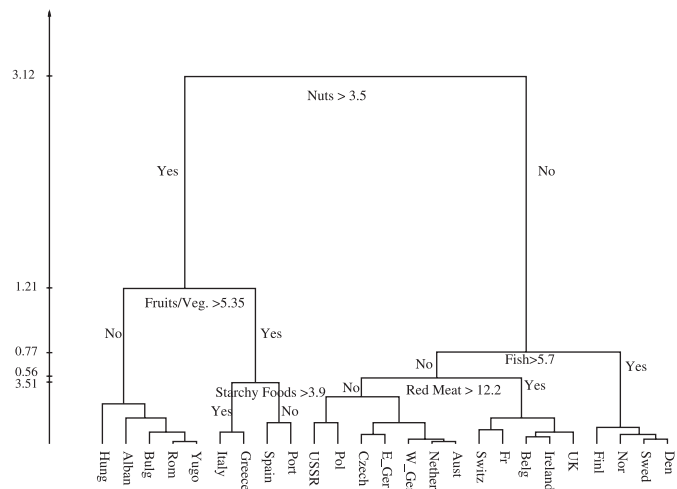 3.12
Nuts > 3.5
Yes
No
1.21
Fruits/Veg. >5.35
No
Yes
0.77
Fish>5.7
0.56
No
Yes
3.51
Starchy Foods >3.9
No
Red Meat > 12.2
Yes
Yes
No
Hung
Alban
Bulg
Rom
Yugo
Italy
Greece
Spain
Port
USSR
Pol
Czech
E_Ger
W_Ge
Nether
Aust
Switz
Fr
Belg
Ireland
UK
Finl
Nor
Swed
Den